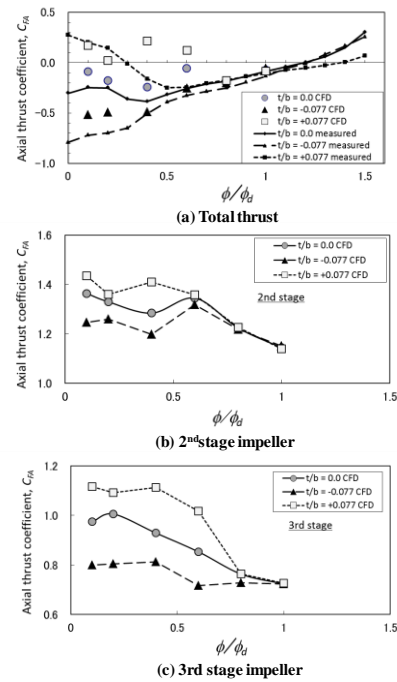 Axial thrust coefficient, CFA
0.5
0.0
−0.5
−1.0
0 0.5 1 1.5
t/b = 0.0 CFD
t/b = -0.077 CFD
t/b = +0.077 CFD
t/b = 0.0 measured
t/b = -0.077 measured
t/b = +0.077 measured
ϕ/ϕd
(a) Total thrust
Axial thrust coefficient, CFA
1.6
1.4
1.2
1.0
0 0.5 1 1.5
t/b = 0.0 CFD
t/b = -0.077 CFD
t/b = +0.077 CFD
2nd stage
ϕ/ϕd
(b) 2nd stage impeller
Axial thrust coefficient, CFA
1.2
1.0
0.8
0.6
0 0.5 1 1.5
t/b = 0.0 CFD
t/b = -0.077 CFD
t/b = +0.077 CFD
3rd stage
ϕ/ϕd
(c) 3rd stage impeller